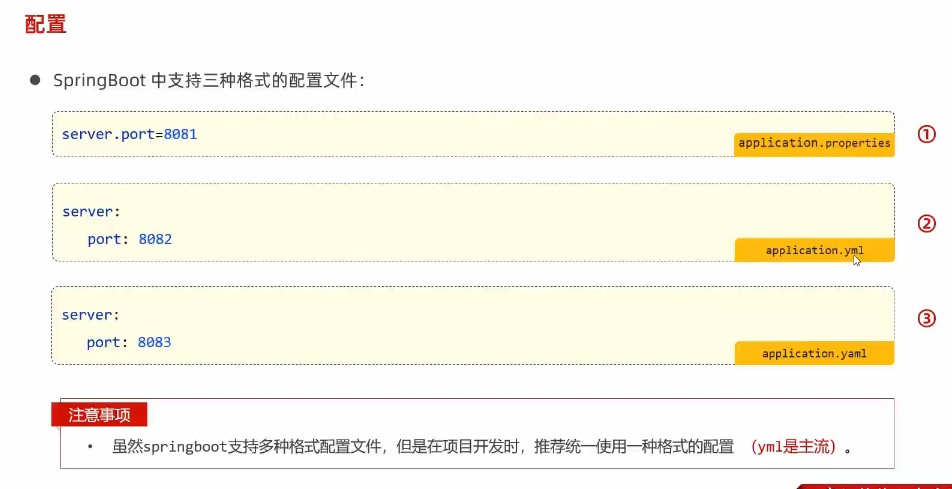 配置
● SpringBoot 中支持三种格式的配置文件：
server.port=8081
application.properties
①
server:
port: 8082
application.yml
②
server:
port: 8083
application.yaml
③
注意事项
• 虽然springboot支持多种格式配置文件，但是在项目开发时，推荐统一使用一种格式的配置 （yml是主流）。